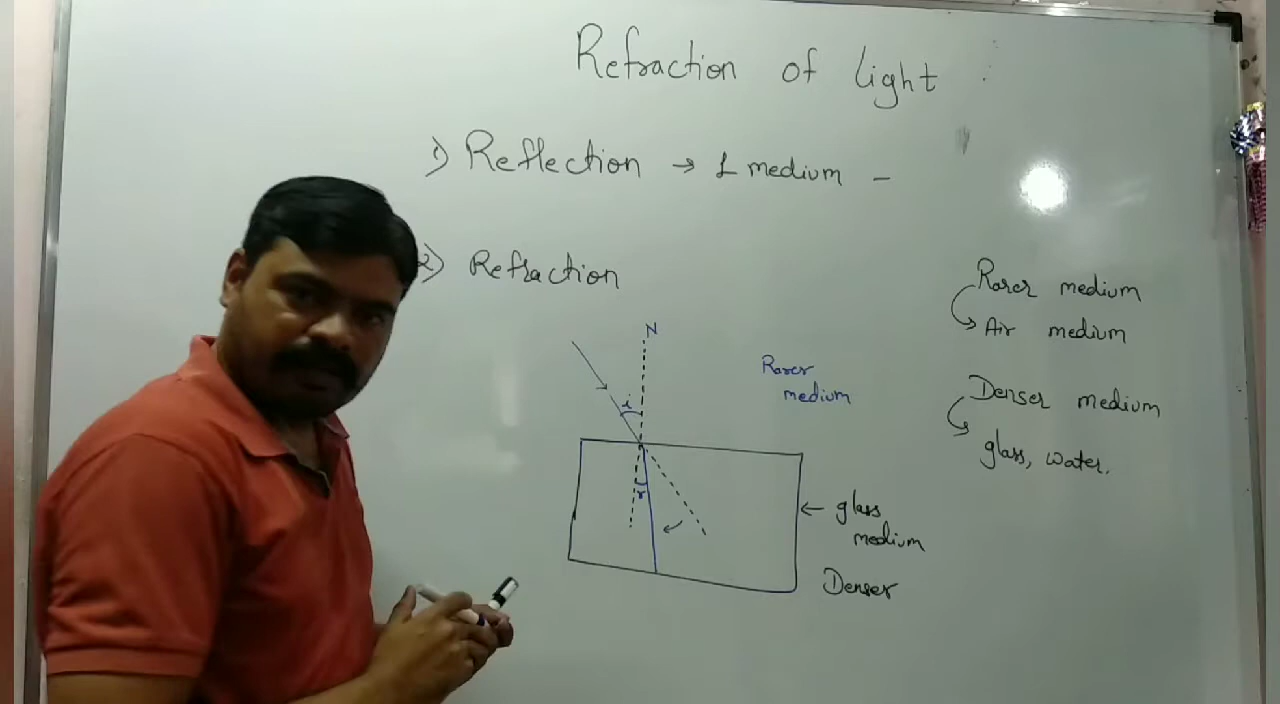 Refraction of light
1) Reflection → 1 medium –
2) Refraction
N
i
r
Rarer
medium
← glass
medium
Denser
Rarer medium
→ Air medium
Denser medium
→ glass, water.